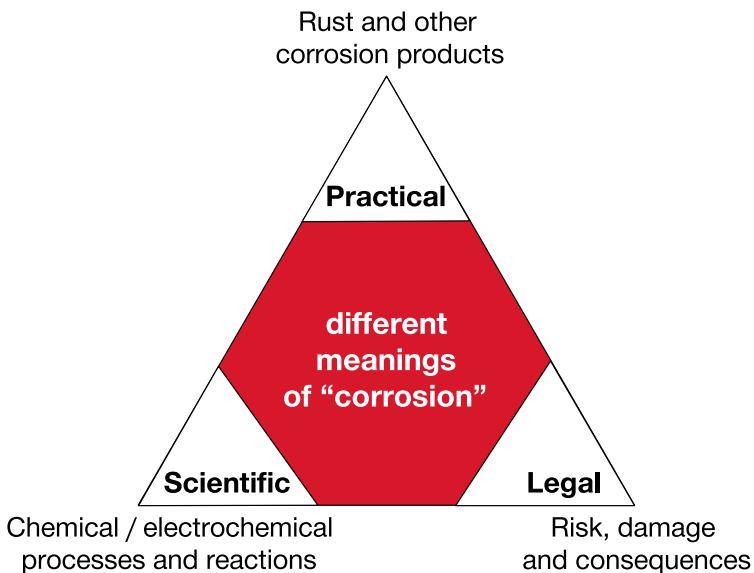 Rust and other
corrosion products
Practical
different
meanings
of “corrosion”
Scientific
Legal
Chemical / electrochemical
processes and reactions
Risk, damage
and consequences